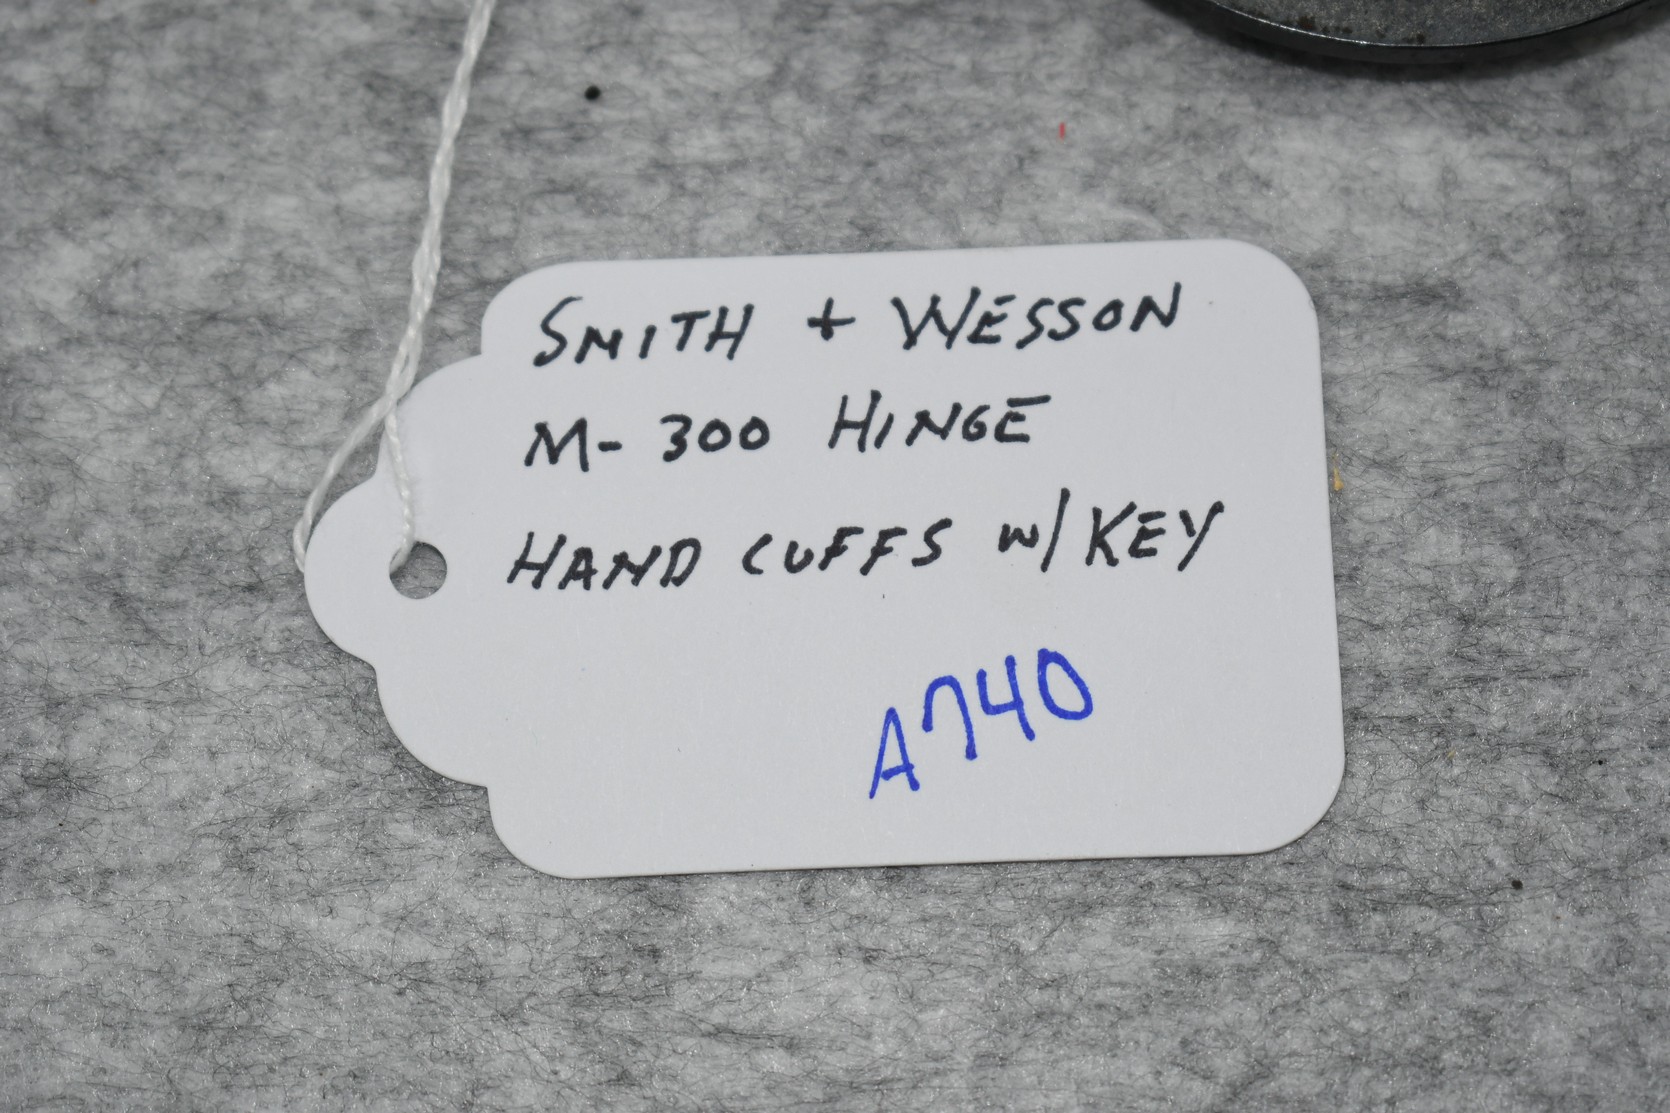 SMITH + WESSON
M-300 HINGE
HAND CUFFS W/KEY
A740